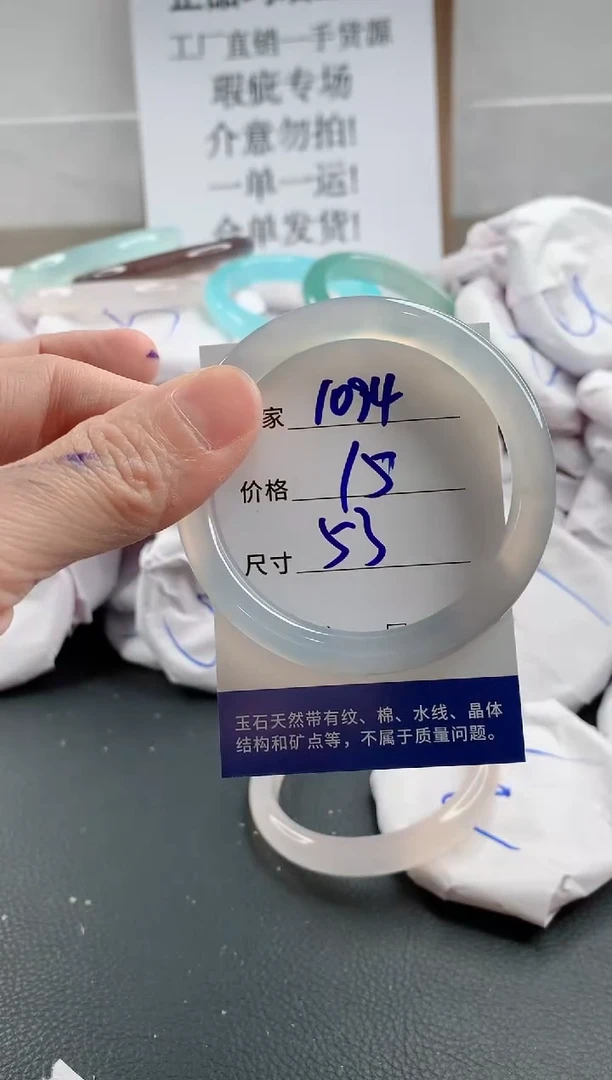 工厂直销一手货源
瑕疵专场
介意勿拍!
一单一运!
合单发货!
家 1094
价格 15
尺寸 53
玉石天然带有纹、棉、水线、晶体
结构和矿点等，不属于质量问题。